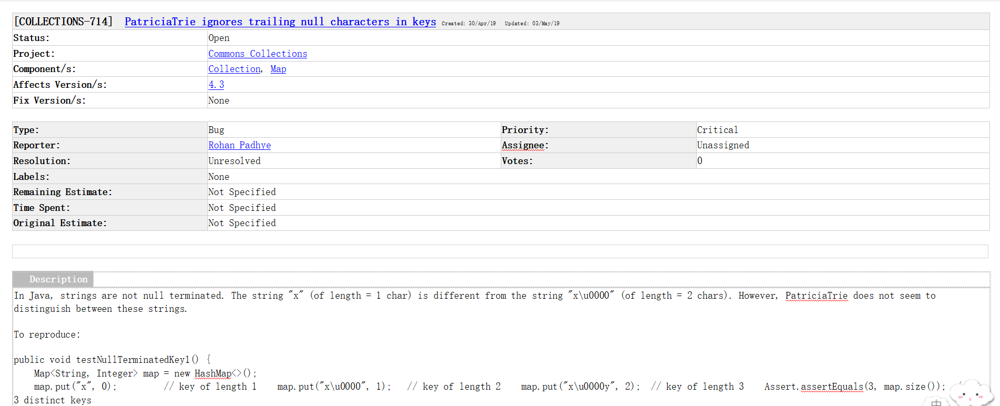 [COLLECTIONS-714] PatriciaTrie ignores trailing null characters in keys Created: 30/Apr/19 Updated: 03/May/19
Status: Open
Project: Commons Collections
Component/s: Collection, Map
Affects Version/s: 4.3
Fix Version/s: None
Type: Bug Priority: Critical
Reporter: Rohan Padhye Assignee: Unassigned
Resolution: Unresolved Votes: 0
Labels: None
Remaining Estimate: Not Specified
Time Spent: Not Specified
Original Estimate: Not Specified
Description
In Java, strings are not null terminated. The string "x" (of length = 1 char) is different from the string "x\u0000" (of length = 2 chars). However, PatriciaTrie does not seem to
distinguish between these strings.
To reproduce:
public void testNullTerminatedKey1() {
Map<String, Integer> map = new HashMap<>();
map.put("x", 0); // key of length 1 map.put("x\u0000", 1); // key of length 2 map.put("x\u0000y", 2); // key of length 3 Assert.assertEquals(3, map.size());
3 distinct keys